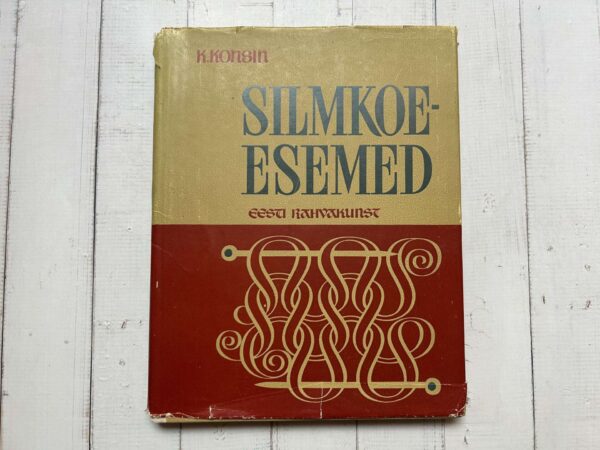 K.KONSIN
SILMKOE-
ESEMED
EESTI RAHVAKUNST